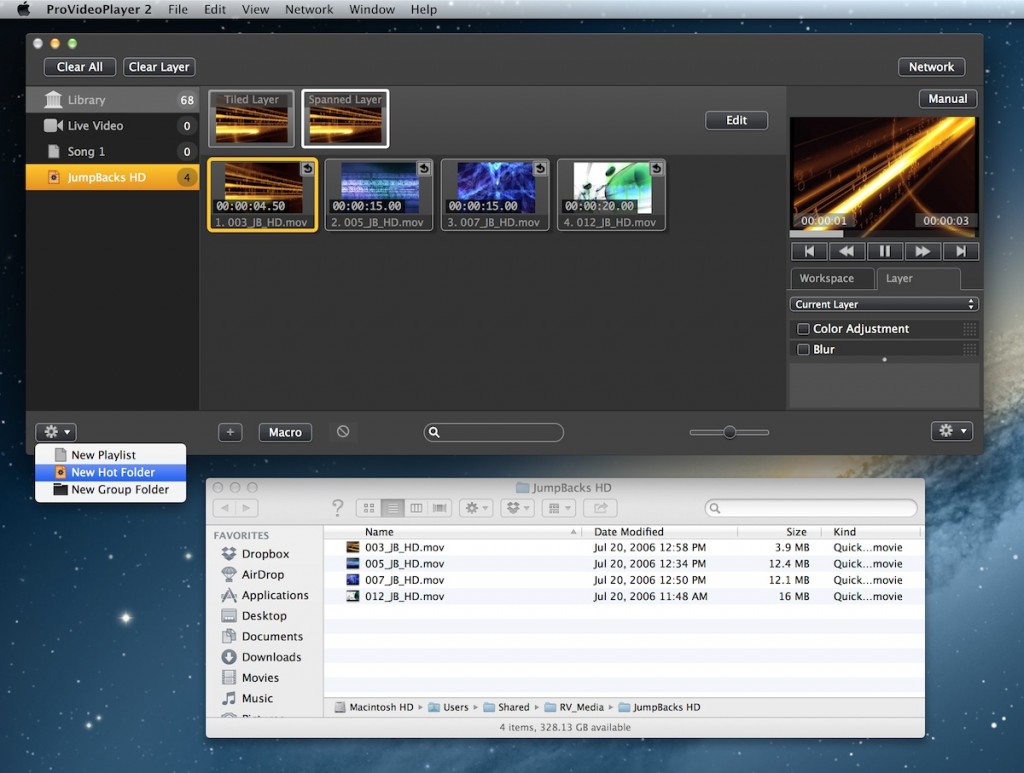 ProVideoPlayer 2 File Edit View Network Window Help
Clear All Clear Layer Network
Library 68
Live Video 0
Song 1 0
JumpBacks HD 4
Tiled Layer Spanned Layer
Edit
00:00:04.50 00:00:15.00 00:00:15.00 00:00:20.00
1. 003_JB_HD.mov 2. 005_JB_HD.mov 3. 007_JB_HD.mov 4. 012_JB_HD.mov
Manual
00:00:01 00:00:03
Workspace Layer
Current Layer
Color Adjustment
Blur
+ Macro
New Playlist
New Hot Folder
New Group Folder
JumpBacks HD
?
FAVORITES
Dropbox
AirDrop
Applications
Desktop
Documents
Downloads
Movies
Music
Name Date Modified Size Kind
003_JB_HD.mov Jul 20, 2006 12:58 PM 3.9 MB Quick...movie
005_JB_HD.mov Jul 20, 2006 12:34 PM 12.4 MB Quick...movie
007_JB_HD.mov Jul 20, 2006 12:50 PM 12.1 MB Quick...movie
012_JB_HD.mov Jul 20, 2006 11:48 AM 16 MB Quick...movie
Macintosh HD Users Shared RV_Media JumpBacks HD
4 items, 328.13 GB available